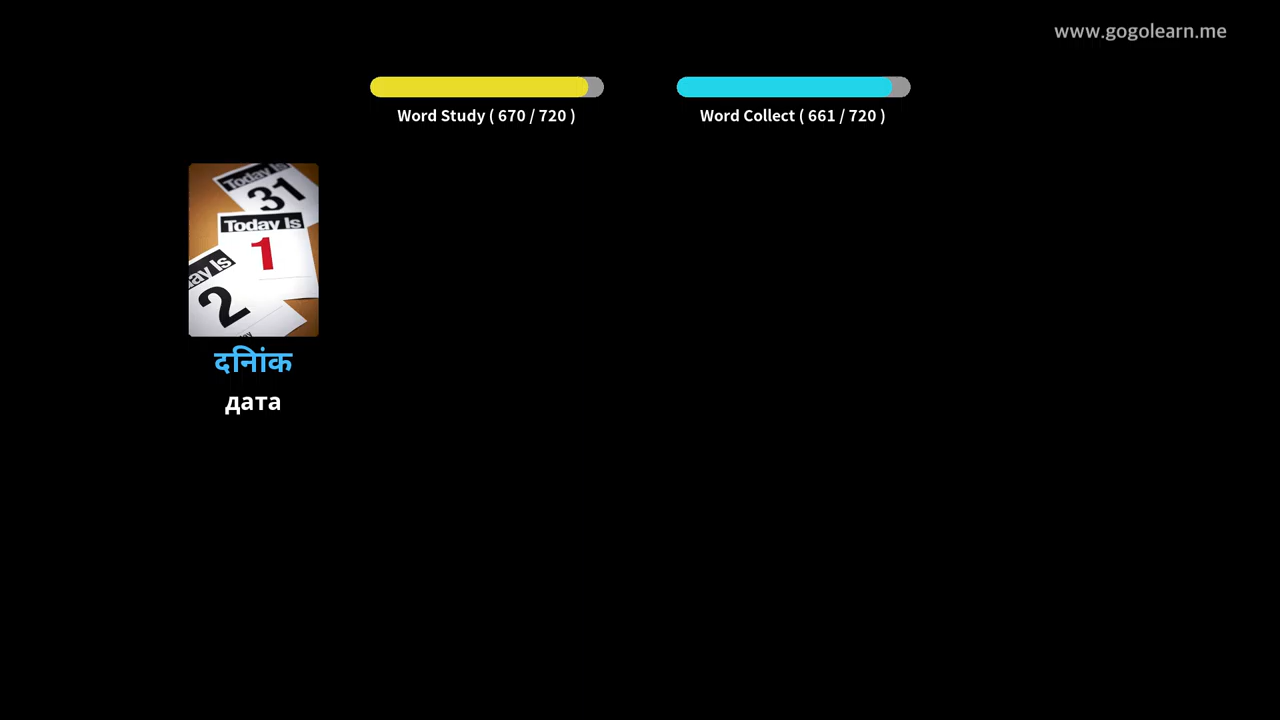 www.gogolearn.me
Word Study ( 670 / 720 )
Word Collect ( 661 / 720 )
Today Is
31
Today Is
1
ay Is
2
दिनांक
дата